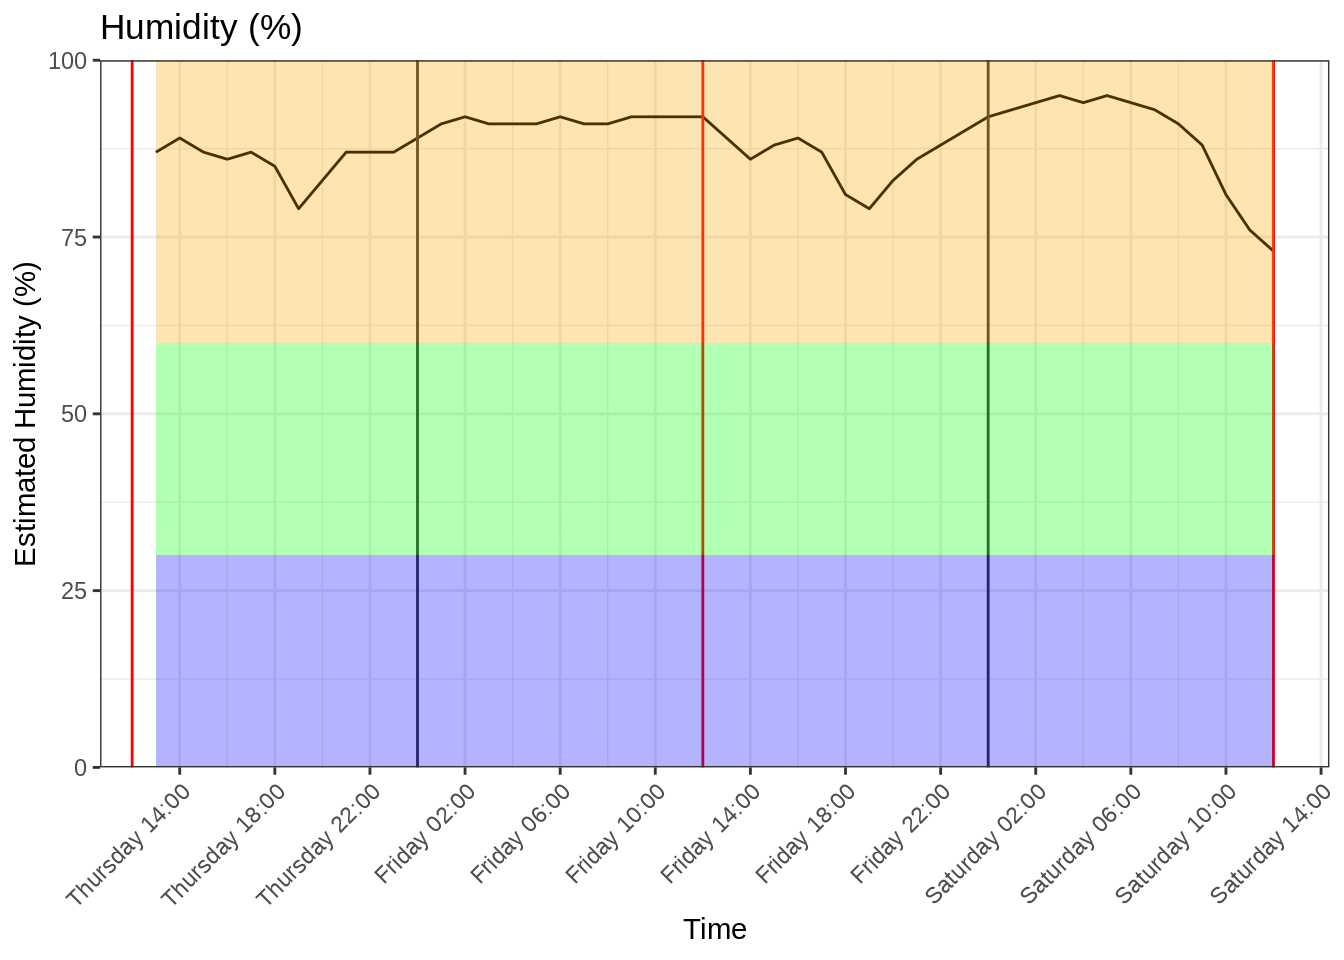 Humidity (%)
Estimated Humidity (%)
100
75
50
25
0
Thursday 14:00
Thursday 18:00
Thursday 22:00
Friday 02:00
Friday 06:00
Friday 10:00
Friday 14:00
Friday 18:00
Friday 22:00
Saturday 02:00
Saturday 06:00
Saturday 10:00
Saturday 14:00
Time